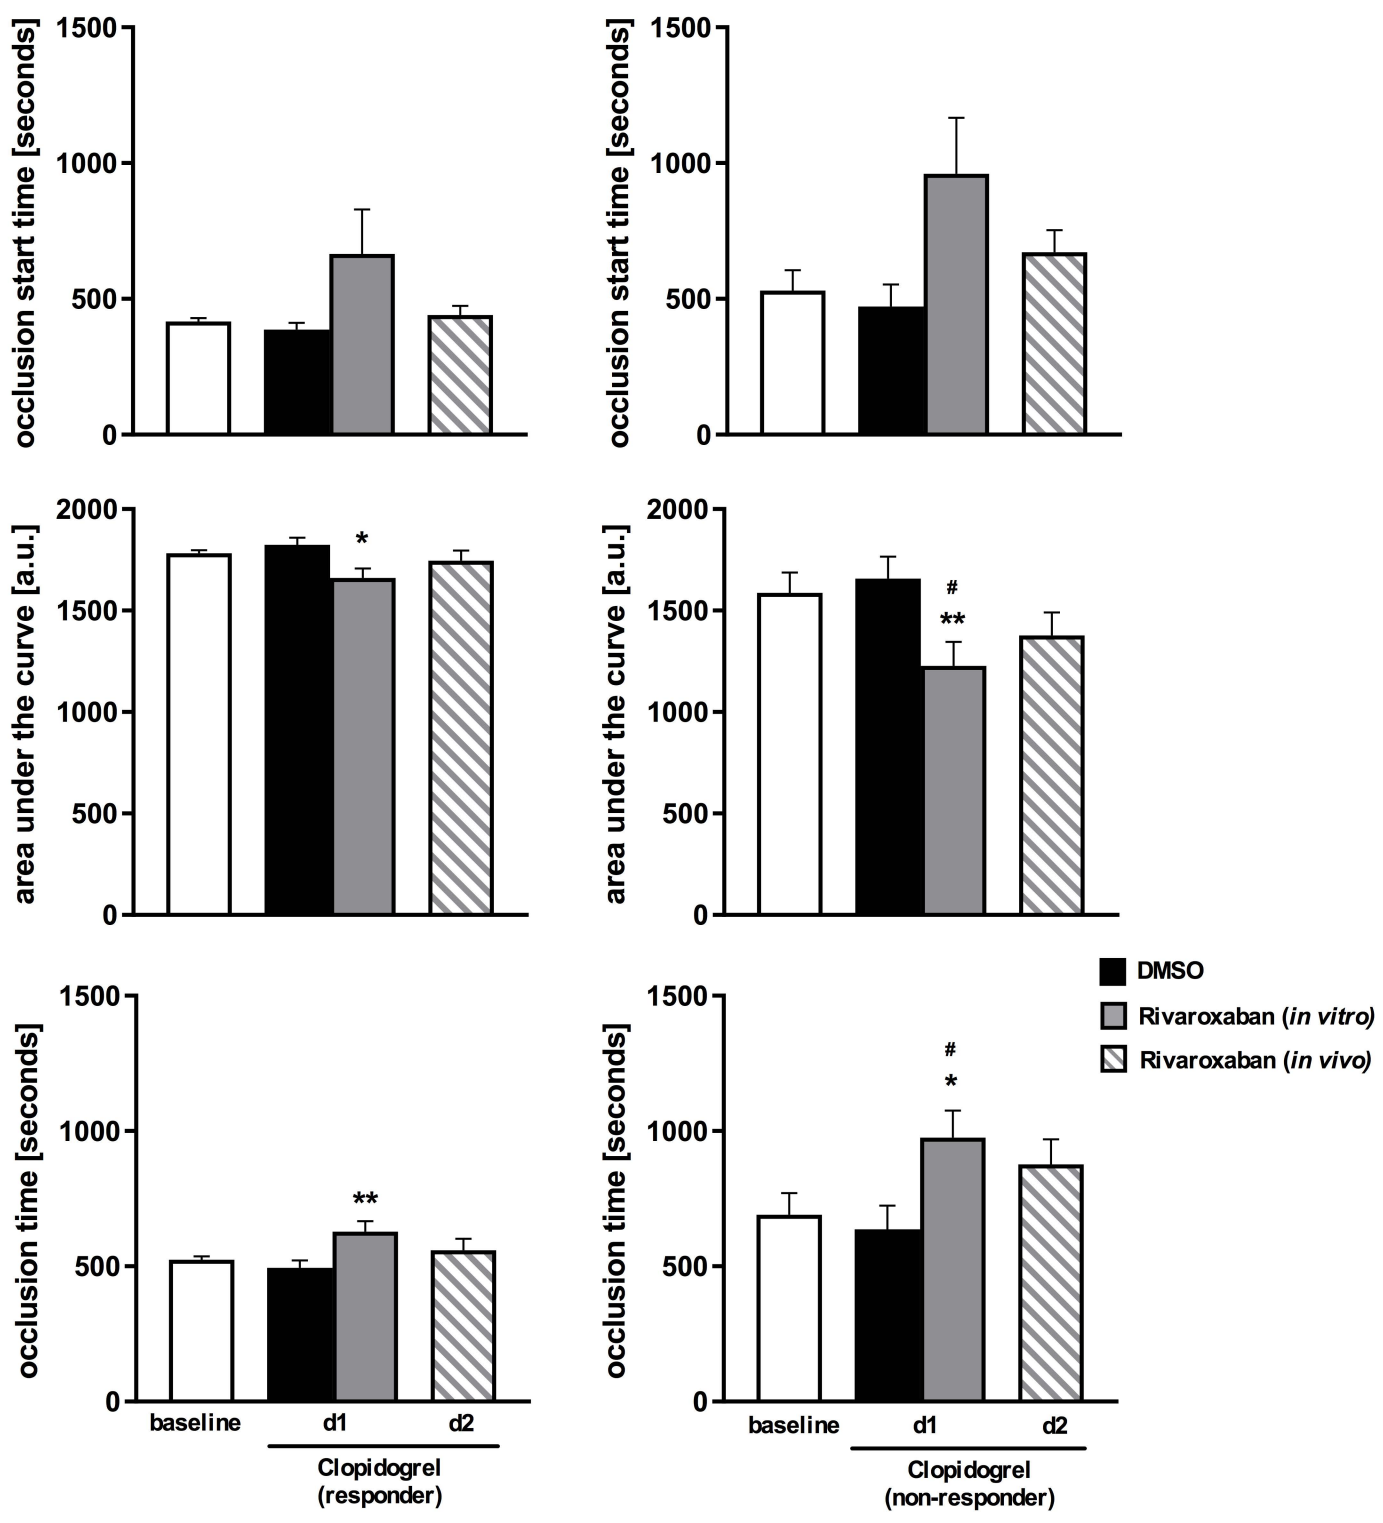 occlusion start time [seconds]
1500
1000
500
0
occlusion start time [seconds]
1500
1000
500
0
area under the curve [a.u.]
2000
1500
1000
500
0
*
area under the curve [a.u.]
2000
1500
1000
500
0
#
**
DMSO
Rivaroxaban (in vitro)
Rivaroxaban (in vivo)
occlusion time [seconds]
1500
1000
500
0
**
baseline
d1
d2
Clopidogrel
(responder)
occlusion time [seconds]
1500
1000
500
0
#
*
baseline
d1
d2
Clopidogrel
(non-responder)